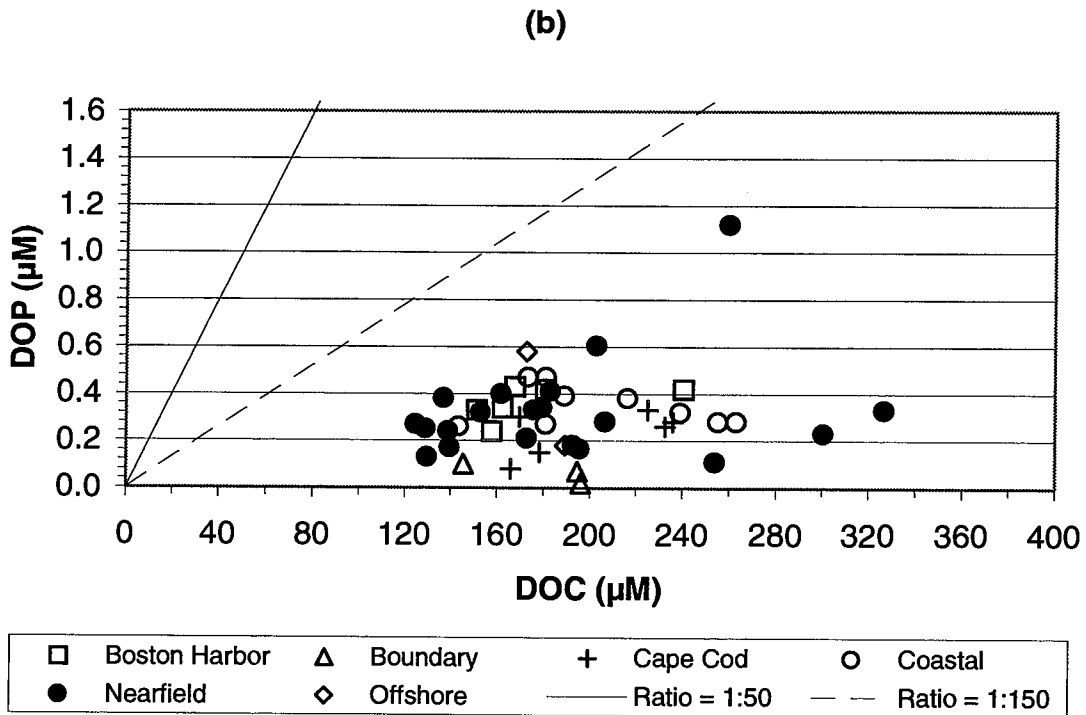 (b)
1.6
1.4
1.2
1.0
0.8
0.6
0.4
0.2
0.0
DOP (µM)
0 40 80 120 160 200 240 280 320 360 400
DOC (µM)
Boston Harbor Boundary Cape Cod Coastal
Nearfield Offshore Ratio = 1:50 Ratio = 1:150